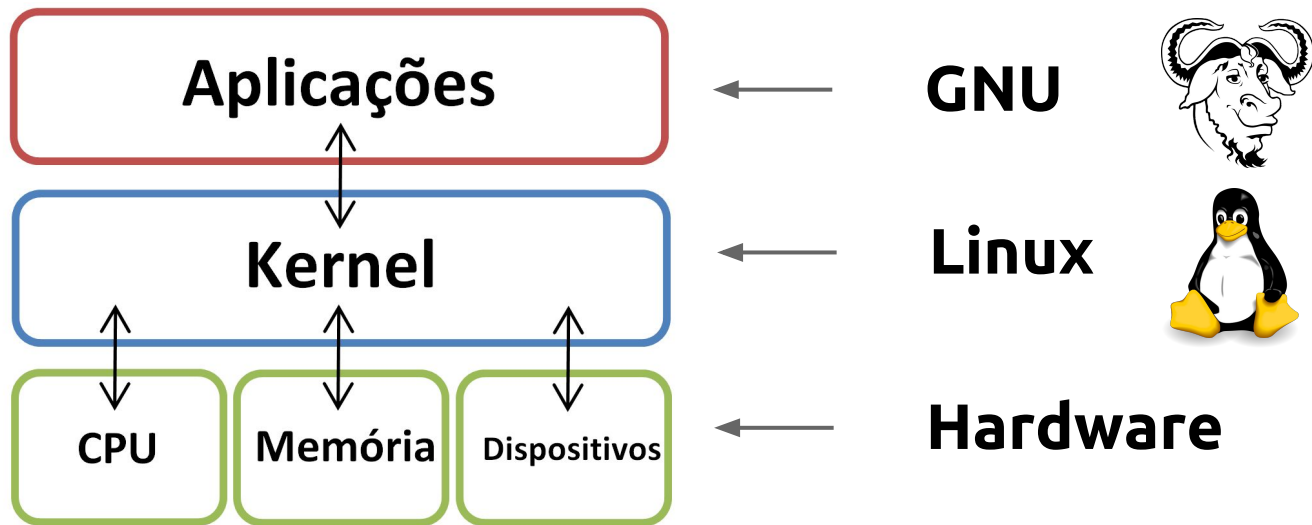 Aplicações
GNU
Kernel
Linux
CPU
Memória
Dispositivos
Hardware